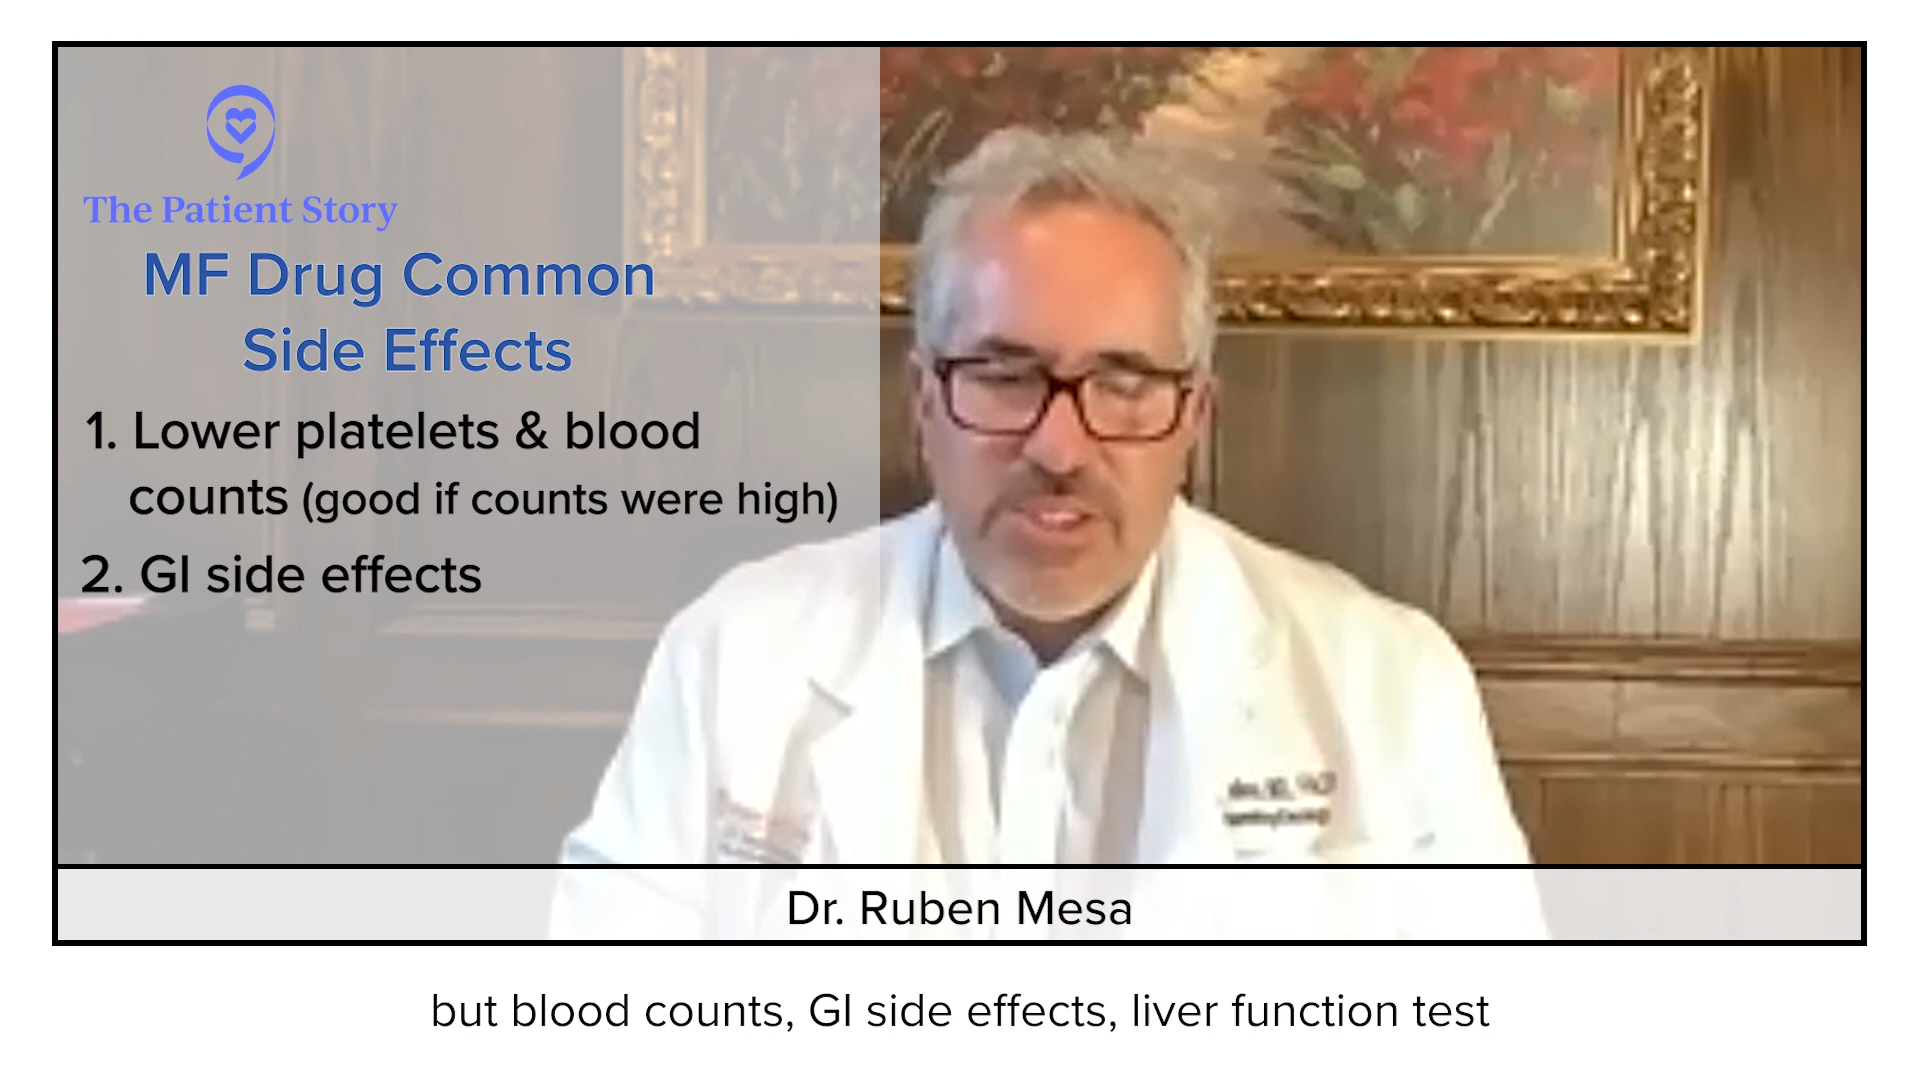 The Patient Story
MF Drug Common
Side Effects
1. Lower platelets & blood
counts (good if counts were high)
2. GI side effects
Dr. Ruben Mesa
but blood counts, GI side effects, liver function test